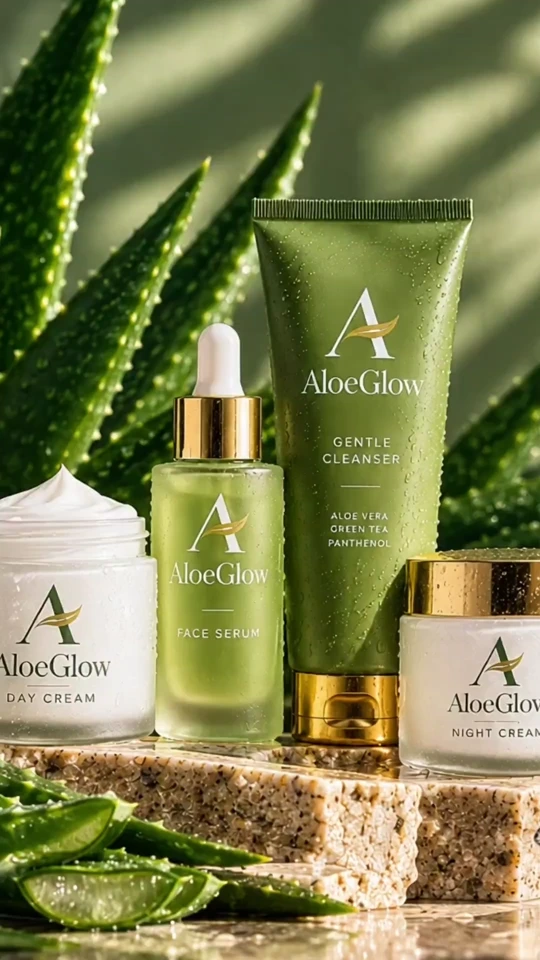 A
AloeGlow
DAY CREAM
A
AloeGlow
FACE SERUM
A
AloeGlow
GENTLE
CLEANSER
ALOE VERA
GREEN TEA
PANTHENOL
A
AloeGlow
NIGHT CREAM